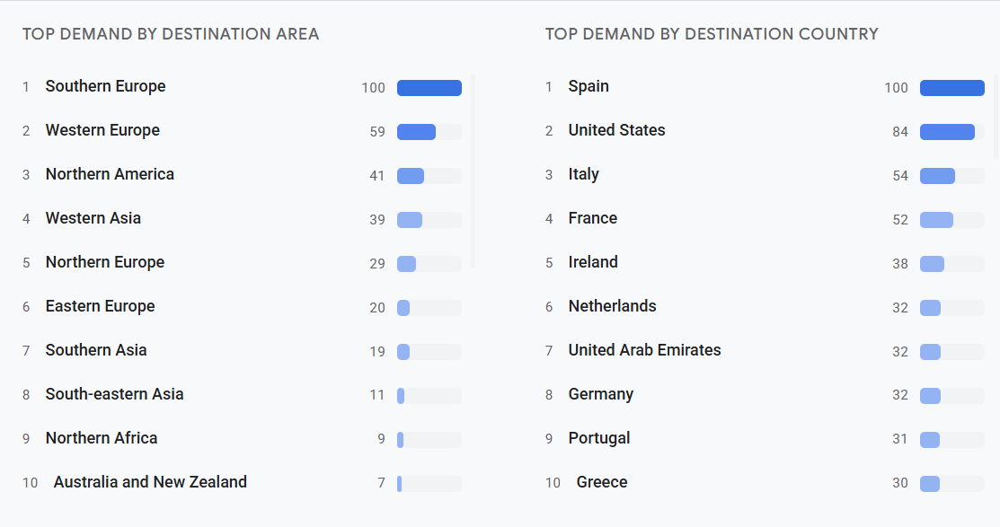 TOP DEMAND BY DESTINATION AREA
1 Southern Europe 100
2 Western Europe 59
3 Northern America 41
4 Western Asia 39
5 Northern Europe 29
6 Eastern Europe 20
7 Southern Asia 19
8 South-eastern Asia 11
9 Northern Africa 9
10 Australia and New Zealand 7
TOP DEMAND BY DESTINATION COUNTRY
1 Spain 100
2 United States 84
3 Italy 54
4 France 52
5 Ireland 38
6 Netherlands 32
7 United Arab Emirates 32
8 Germany 32
9 Portugal 31
10 Greece 30